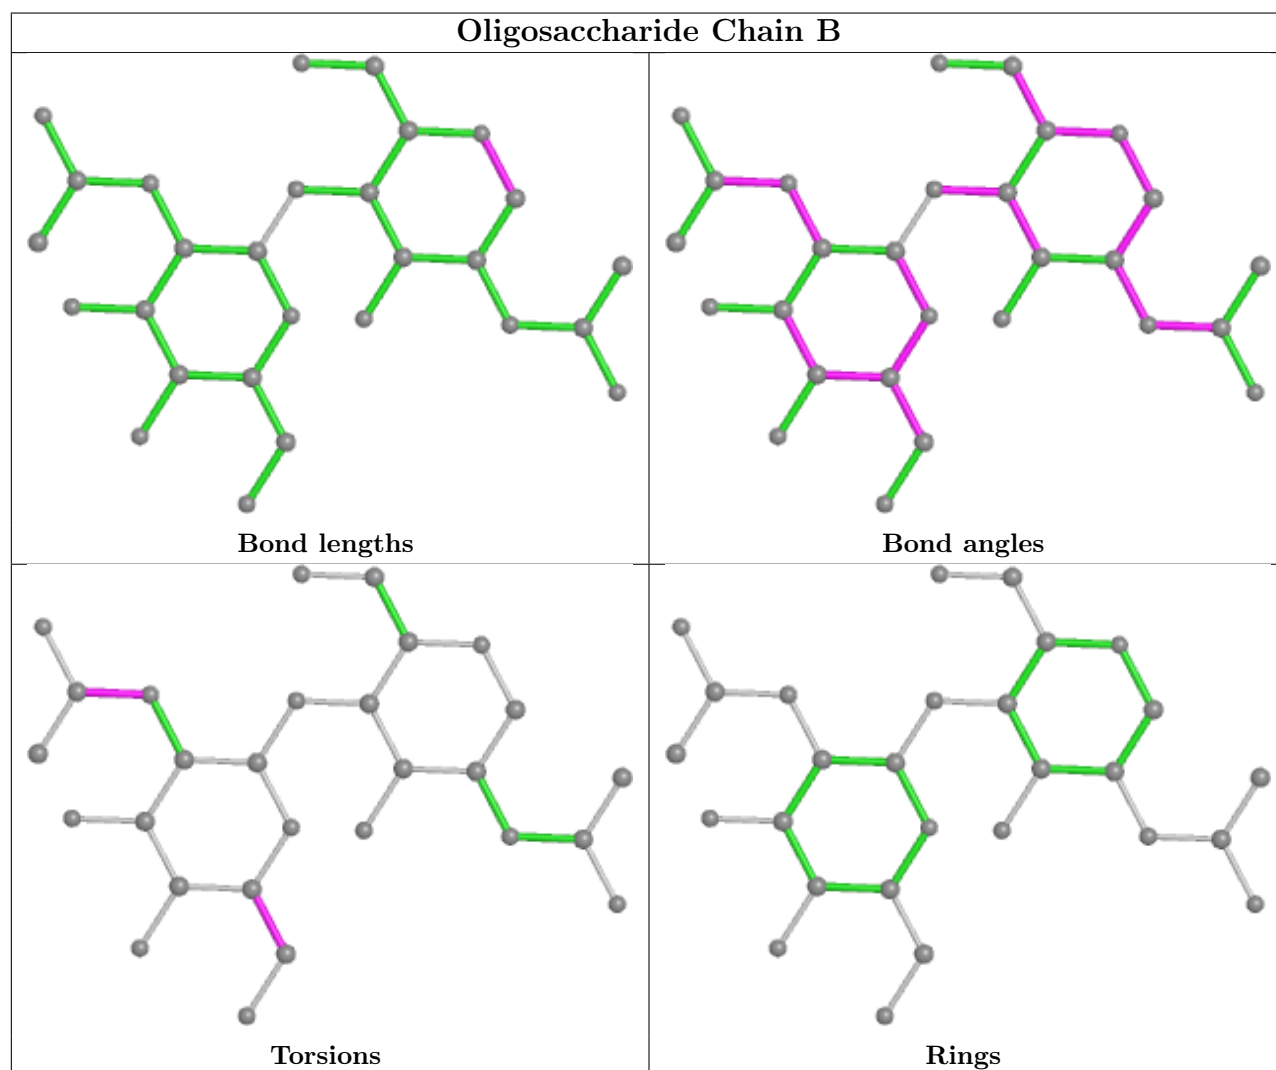 Oligosaccharide Chain B
Bond lengths
Bond angles
Torsions
Rings